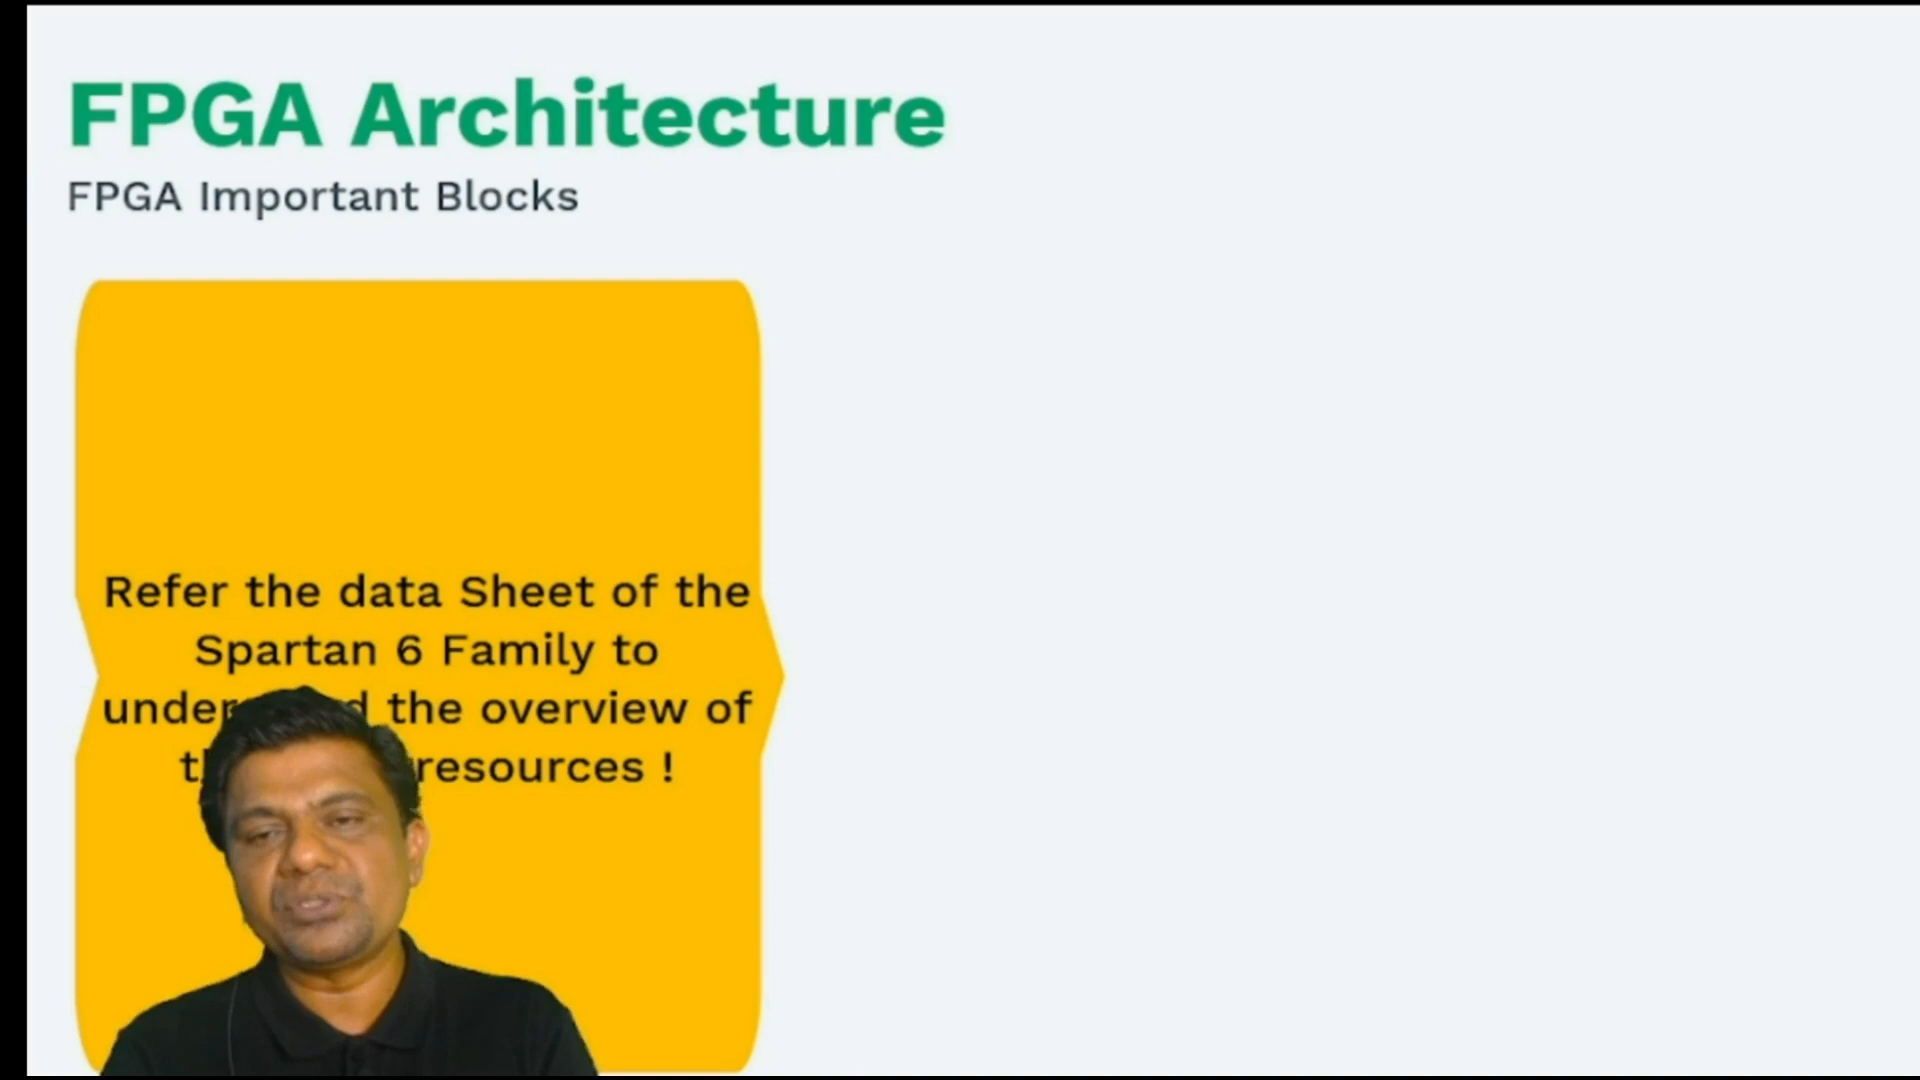 FPGA Architecture
FPGA Important Blocks
Refer the data Sheet of the
Spartan 6 Family to
the overview of
resources !